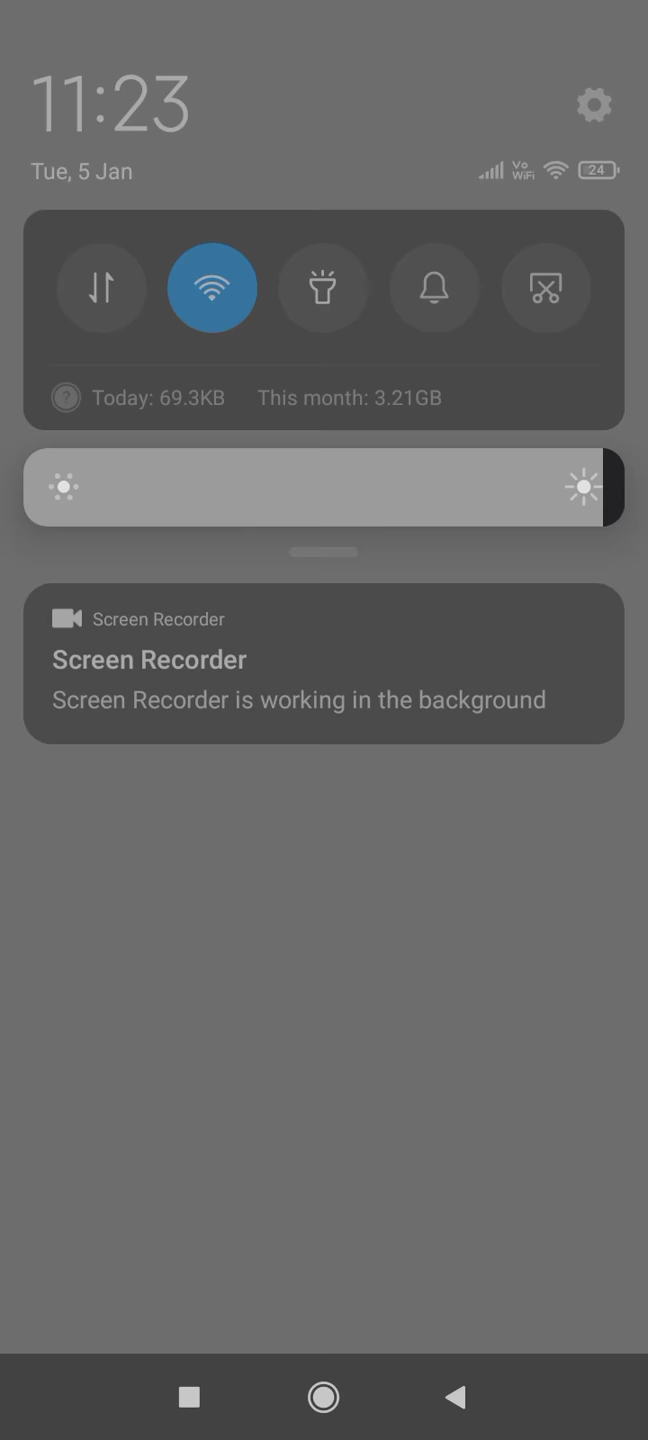 11:23
Tue, 5 Jan
Vo
WiFi
24
Today: 69.3KB This month: 3.21GB
Screen Recorder
Screen Recorder
Screen Recorder is working in the background